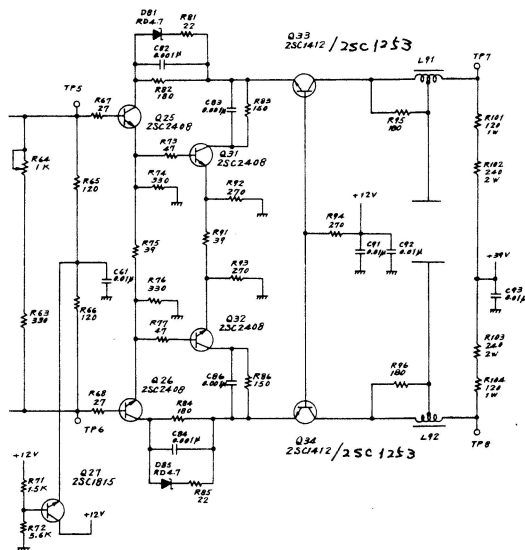 D81
RD4.7
R81
22
C82
0.001µ
R82
180
Q33
2SC1412/2SC1253
L91
TP7
TP5
R67
27
Q25
2SC2408
C83
0.001µ
R83
150
R95
180
R101
120
1W
R64
1K
R65
120
R73
47
Q31
2SC2408
R74
330
R92
270
R102
240
2W
+12V
R94
270
R75
39
R91
39
C91
0.01µ
C92
0.01µ
+39V
C61
0.01µ
R76
330
R93
270
C93
0.01µ
R63
330
R66
120
R77
47
Q32
2SC2408
R103
240
2W
R96
180
R68
27
Q26
2SC2408
C86
0.001µ
R86
150
R104
120
1W
R84
180
TP6
C84
0.001µ
D83
RD4.7
R85
22
Q34
2SC1412/2SC1253
L92
TP8
+12V
Q27
2SC1815
R71
1.5K
R72
5.6K
+12V